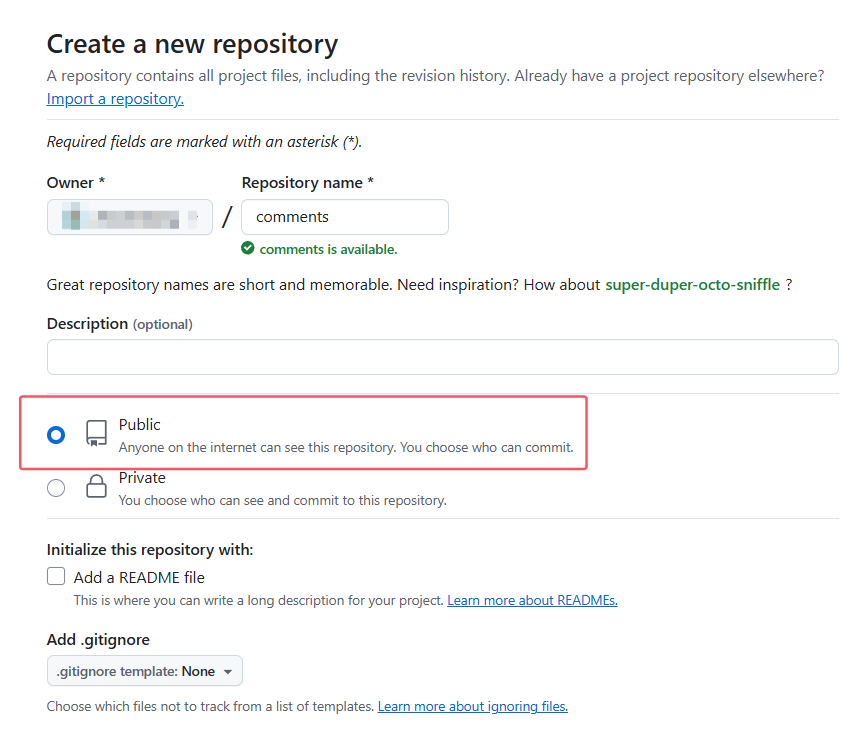 Create a new repository
A repository contains all project files, including the revision history. Already have a project repository elsewhere?
Import a repository.
Required fields are marked with an asterisk (*).
Owner * Repository name *
/ comments
comments is available.
Great repository names are short and memorable. Need inspiration? How about super-duper-octo-sniffle ?
Description (optional)
Public
Anyone on the internet can see this repository. You choose who can commit.
Private
You choose who can see and commit to this repository.
Initialize this repository with:
Add a README file
This is where you can write a long description for your project. Learn more about READMEs.
Add .gitignore
.gitignore template: None
Choose which files not to track from a list of templates. Learn more about ignoring files.